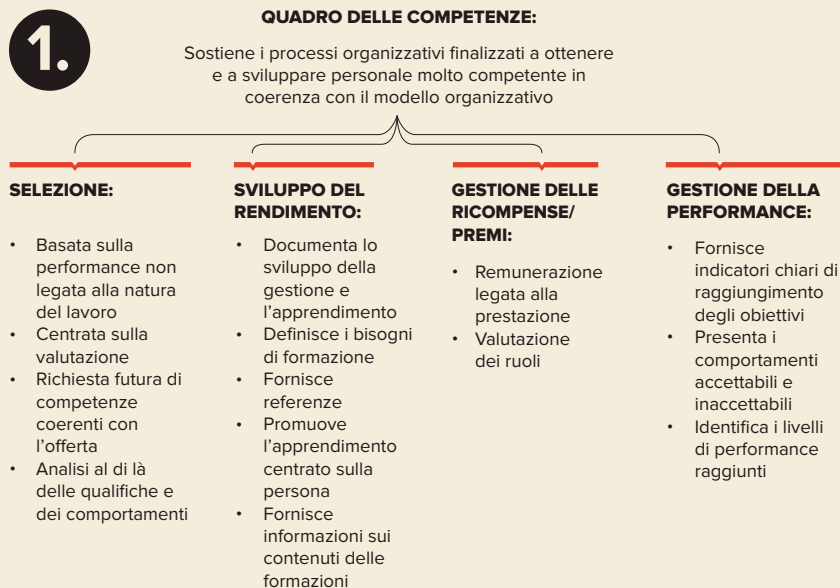 1.
QUADRO DELLE COMPETENZE:
Sostiene i processi organizzativi finalizzati a ottenere
e a sviluppare personale molto competente in
coerenza con il modello organizzativo
SELEZIONE:
• Basata sulla
performance non
legata alla natura
del lavoro
• Centrata sulla
valutazione
• Richiesta futura di
competenze
coerenti con
l’offerta
• Analisi al di là
delle qualifiche e
dei comportamenti
SVILUPPO DEL
RENDIMENTO:
• Documenta lo
sviluppo della
gestione e
l’apprendimento
• Definisce i bisogni
di formazione
• Fornisce
referenze
• Promuove
l’apprendimento
centrato sulla
persona
• Fornisce
informazioni sui
contenuti delle
formazioni
GESTIONE DELLE
RICOMPENSE/
PREMI:
• Remunerazione
legata alla
prestazione
• Valutazione
dei ruoli
GESTIONE DELLA
PERFORMANCE:
• Fornisce
indicatori chiari di
raggiungimento
degli obiettivi
• Presenta i
comportamenti
accettabili e
inaccettabili
• Identifica i livelli
di performance
raggiunti